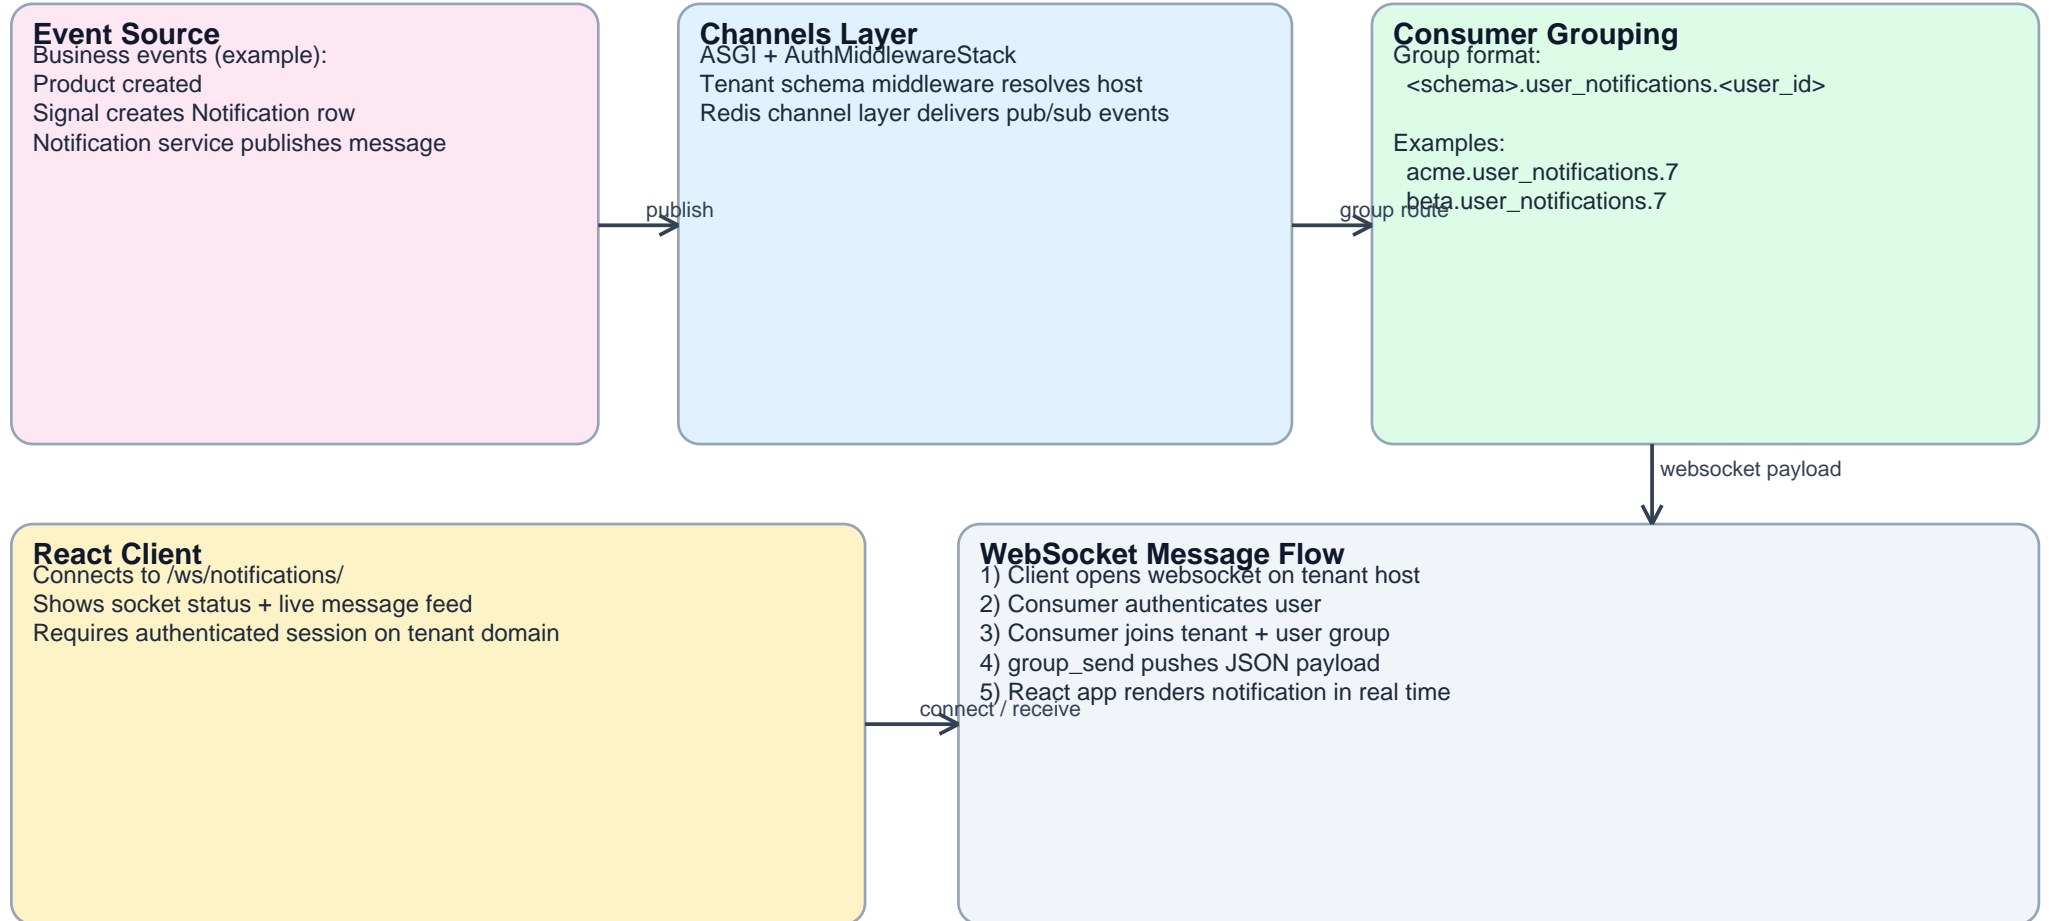 Event Source
Business events (example):
Product created
Signal creates Notification row
Notification service publishes message
publish
Channels Layer
ASGI + AuthMiddlewareStack
Tenant schema middleware resolves host
Redis channel layer delivers pub/sub events
group route
Consumer Grouping
Group format:
<schema>.user_notifications.<user_id>
Examples:
acme.user_notifications.7
beta.user_notifications.7
websocket payload
React Client
Connects to /ws/notifications/
Shows socket status + live message feed
Requires authenticated session on tenant domain
connect / receive
WebSocket Message Flow
1) Client opens websocket on tenant host
2) Consumer authenticates user
3) Consumer joins tenant + user group
4) group_send pushes JSON payload
5) React app renders notification in real time